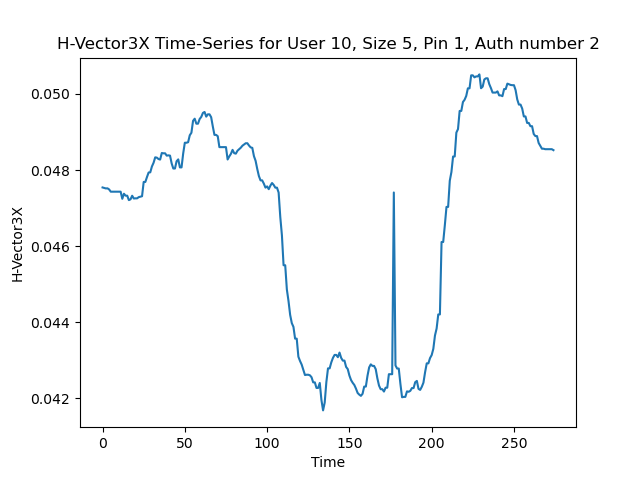 H-Vector3X Time-Series for User 10, Size 5, Pin 1, Auth number 2
0.050
0.048
0.046
0.044
0.042
H-Vector3X
0 50 100 150 200 250
Time